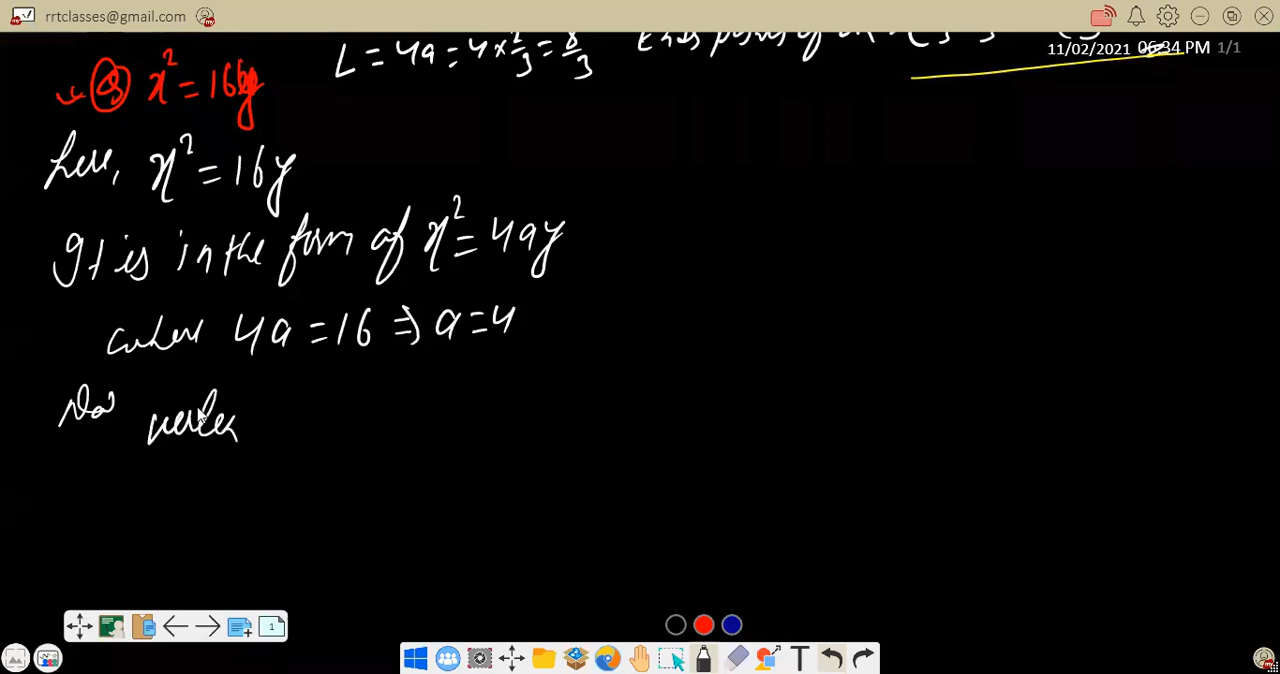 rrtclasses@gmail.com
11/02/2021 06:34 PM 1/1
L = 4a = 4 × 2/3 = 8/3
x² = 16y
here, x² = 16y
It is in the form of x² = 4ay
where 4a = 16 ⇒ a = 4
Now vertex
1
T